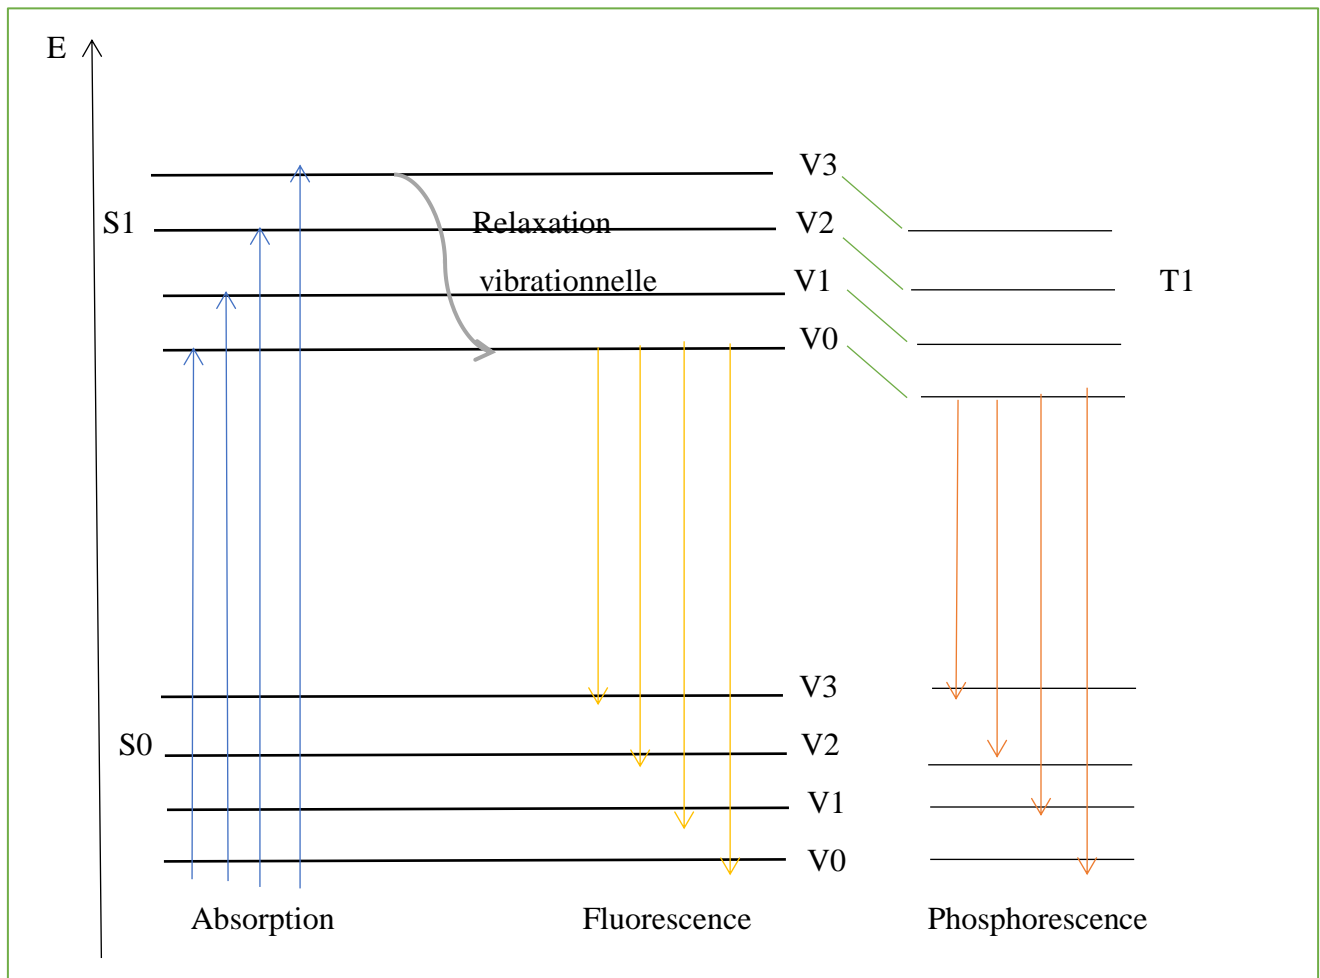 E
V3
S1
Relaxation
V2
vibrationnelle
V1
T1
V0
V3
S0
V2
V1
V0
Absorption
Fluorescence
Phosphorescence